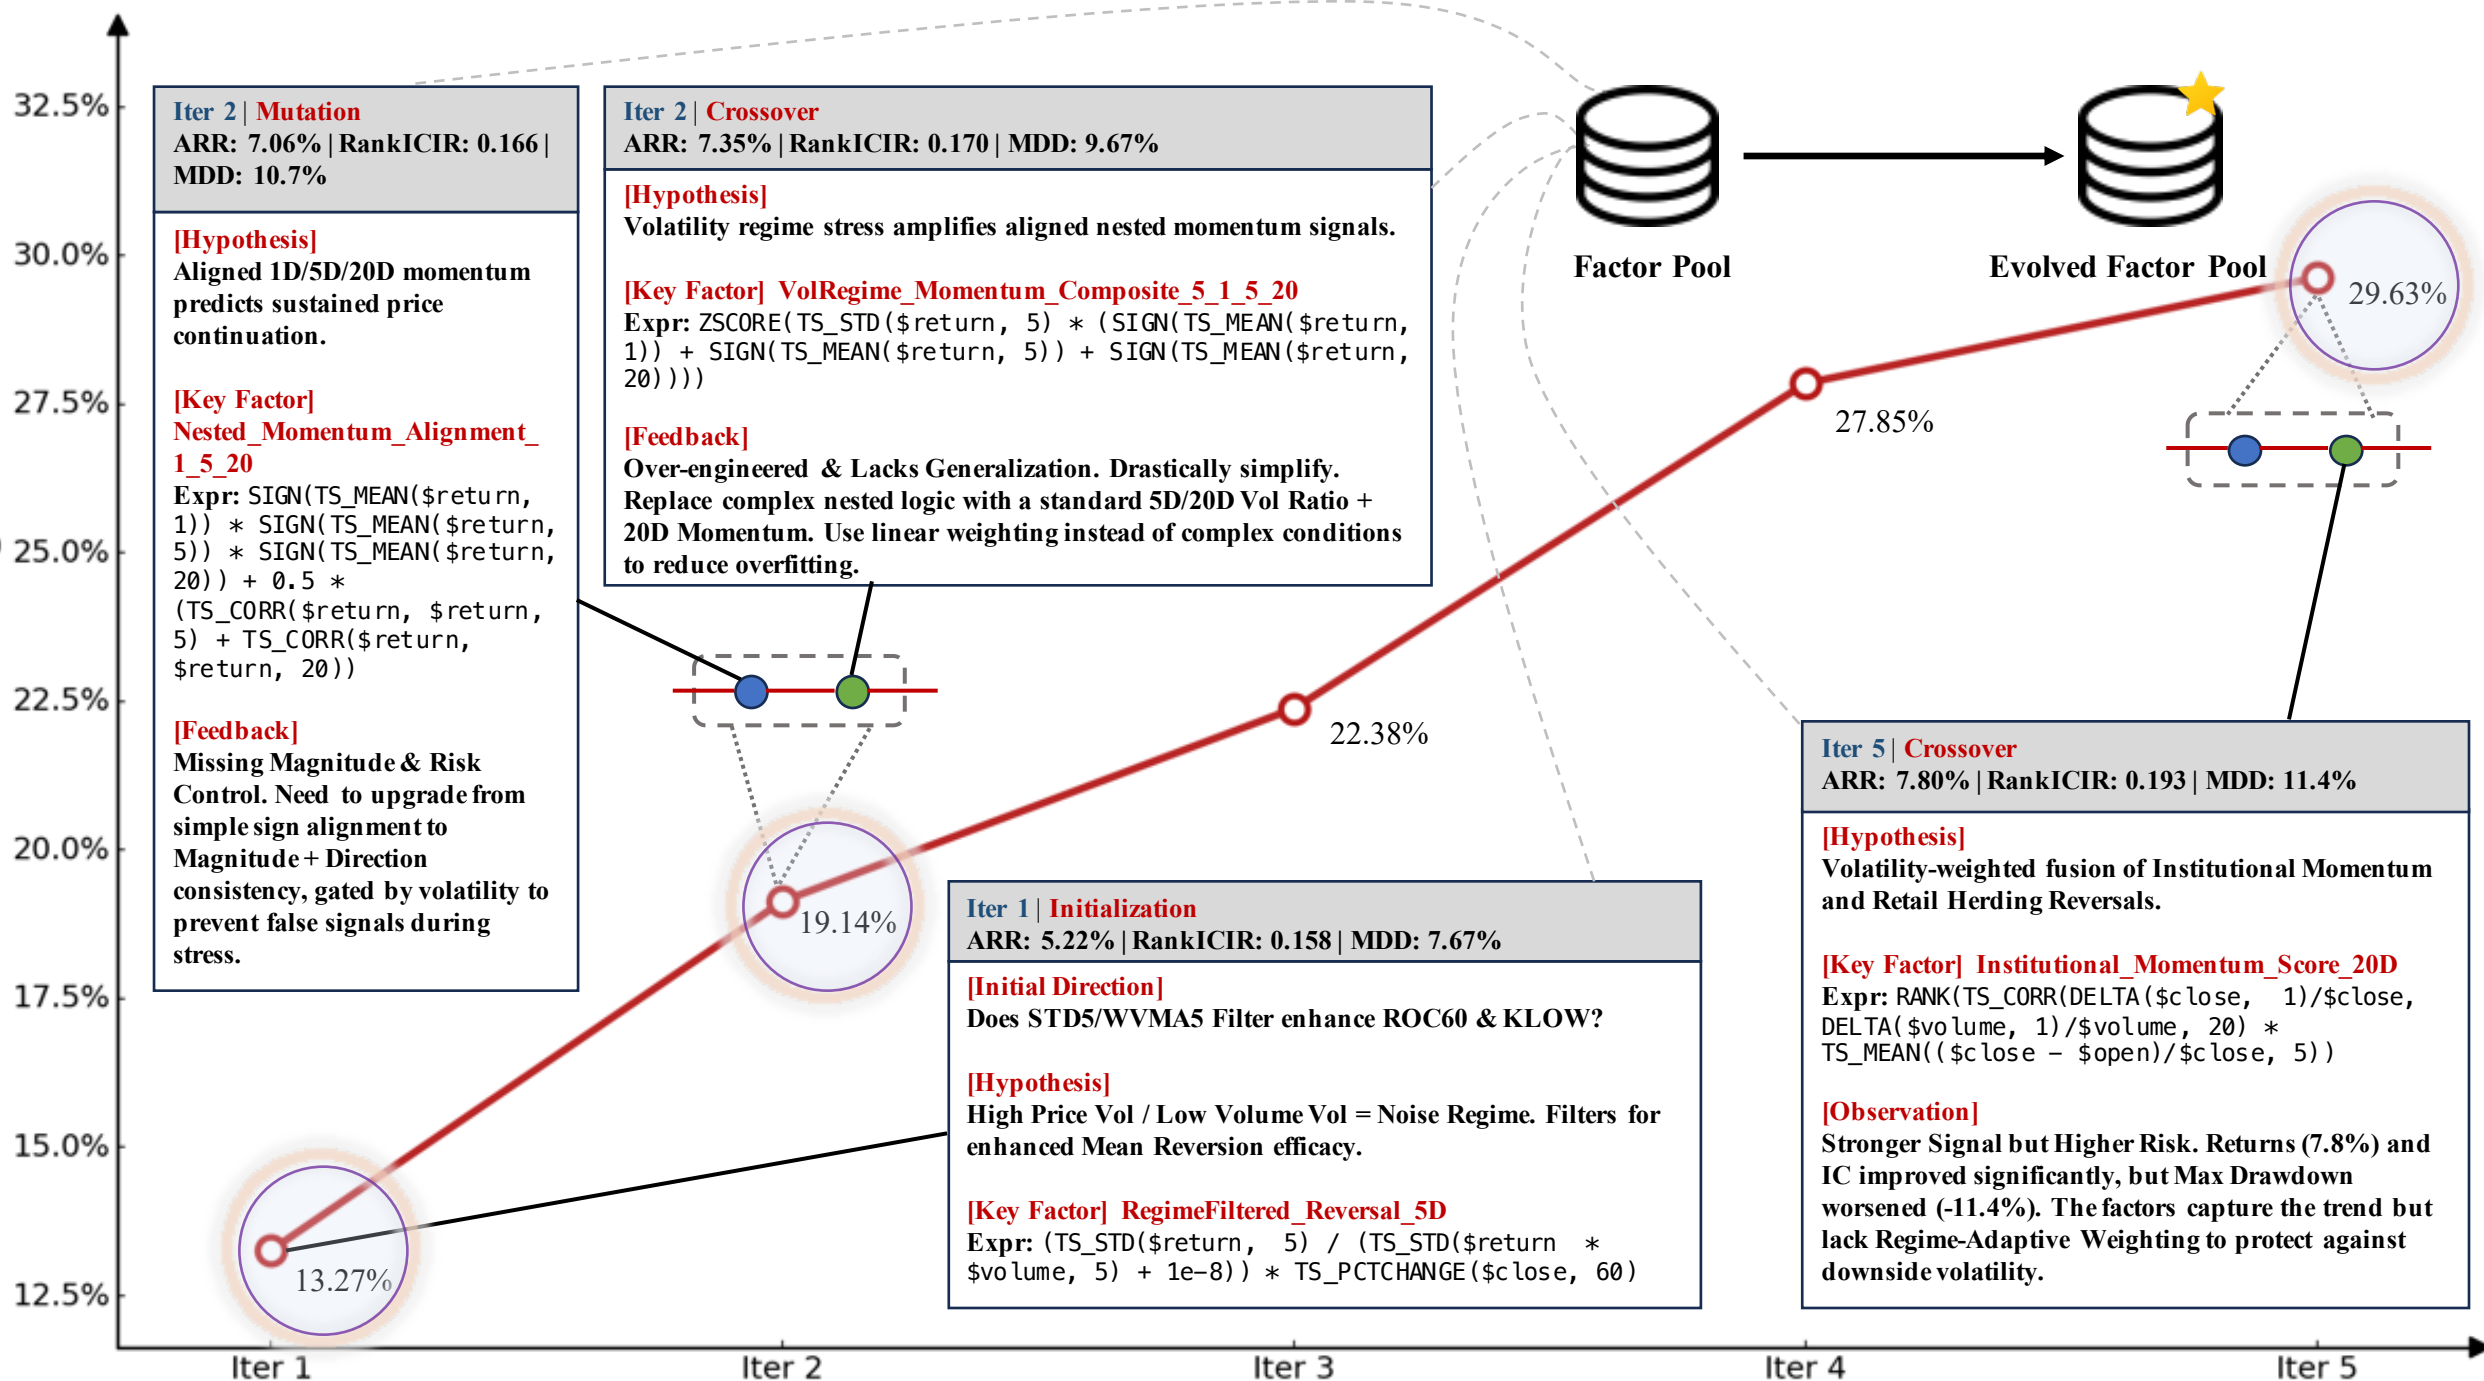 32.5%
30.0%
27.5%
25.0%
22.5%
20.0%
17.5%
15.0%
12.5%
Iter 2 | Mutation
ARR: 7.06% | RankICIR: 0.166 |
MDD: 10.7%
[Hypothesis]
Aligned 1D/5D/20D momentum
predicts sustained price
continuation.
[Key Factor]
Nested_Momentum_Alignment_
1_5_20
Expr: SIGN(TS_MEAN($return,
1)) * SIGN(TS_MEAN($return,
5)) * SIGN(TS_MEAN($return,
20)) + 0.5 *
(TS_CORR($return, $return,
5) + TS_CORR($return,
$return, 20))
[Feedback]
Missing Magnitude & Risk
Control. Need to upgrade from
simple sign alignment to
Magnitude + Direction
consistency, gated by volatility to
prevent false signals during
stress.
Iter 2 | Crossover
ARR: 7.35% | RankICIR: 0.170 | MDD: 9.67%
[Hypothesis]
Volatility regime stress amplifies aligned nested momentum signals.
[Key Factor] VolRegime_Momentum_Composite_5_1_5_20
Expr: ZSCORE(TS_STD($return, 5) * (SIGN(TS_MEAN($return,
1)) + SIGN(TS_MEAN($return, 5)) + SIGN(TS_MEAN($return,
20))))
[Feedback]
Over-engineered & Lacks Generalization. Drastically simplify.
Replace complex nested logic with a standard 5D/20D Vol Ratio +
20D Momentum. Use linear weighting instead of complex conditions
to reduce overfitting.
Factor Pool
Evolved Factor Pool
29.63%
27.85%
22.38%
19.14%
13.27%
Iter 1 | Initialization
ARR: 5.22% | RankICIR: 0.158 | MDD: 7.67%
[Initial Direction]
Does STD5/WVMA5 Filter enhance ROC60 & KLOW?
[Hypothesis]
High Price Vol / Low Volume Vol = Noise Regime. Filters for
enhanced Mean Reversion efficacy.
[Key Factor] RegimeFiltered_Reversal_5D
Expr: (TS_STD($return, 5) / (TS_STD($return *
$volume, 5) + 1e-8)) * TS_PCTCHANGE($close, 60)
Iter 5 | Crossover
ARR: 7.80% | RankICIR: 0.193 | MDD: 11.4%
[Hypothesis]
Volatility-weighted fusion of Institutional Momentum
and Retail Herding Reversals.
[Key Factor] Institutional_Momentum_Score_20D
Expr: RANK(TS_CORR(DELTA($close, 1)/$close,
DELTA($volume, 1)/$volume, 20) *
TS_MEAN(($close − $open)/$close, 5))
[Observation]
Stronger Signal but Higher Risk. Returns (7.8%) and
IC improved significantly, but Max Drawdown
worsened (-11.4%). The factors capture the trend but
lack Regime-Adaptive Weighting to protect against
downside volatility.
Iter 1
Iter 2
Iter 3
Iter 4
Iter 5